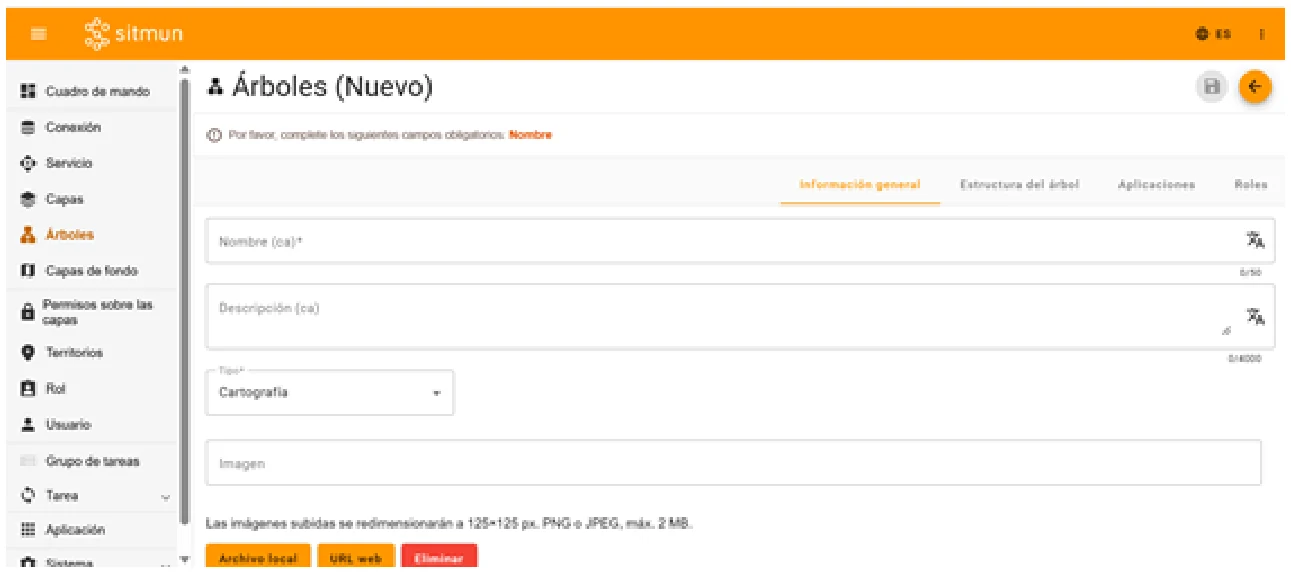 sitmun
ES
Cuadro de mando
Conexión
Servicio
Capas
Árboles
Capas de fondo
Permisos sobre las
capas
Territorios
Rol
Usuario
Grupo de tareas
Tarea
Aplicación
Sistema
Árboles (Nuevo)
Por favor, complete los siguientes campos obligatorios: Nombre
Información general Estructura del árbol Aplicaciones Roles
Nombre (ca)*
0/50
Descripción (ca)
0/4000
Tipo*
Cartografía
Imagen
Las imágenes subidas se redimensionarán a 125×125 px. PNG o JPEG, máx. 2 MB.
Archivo local URL web Eliminar